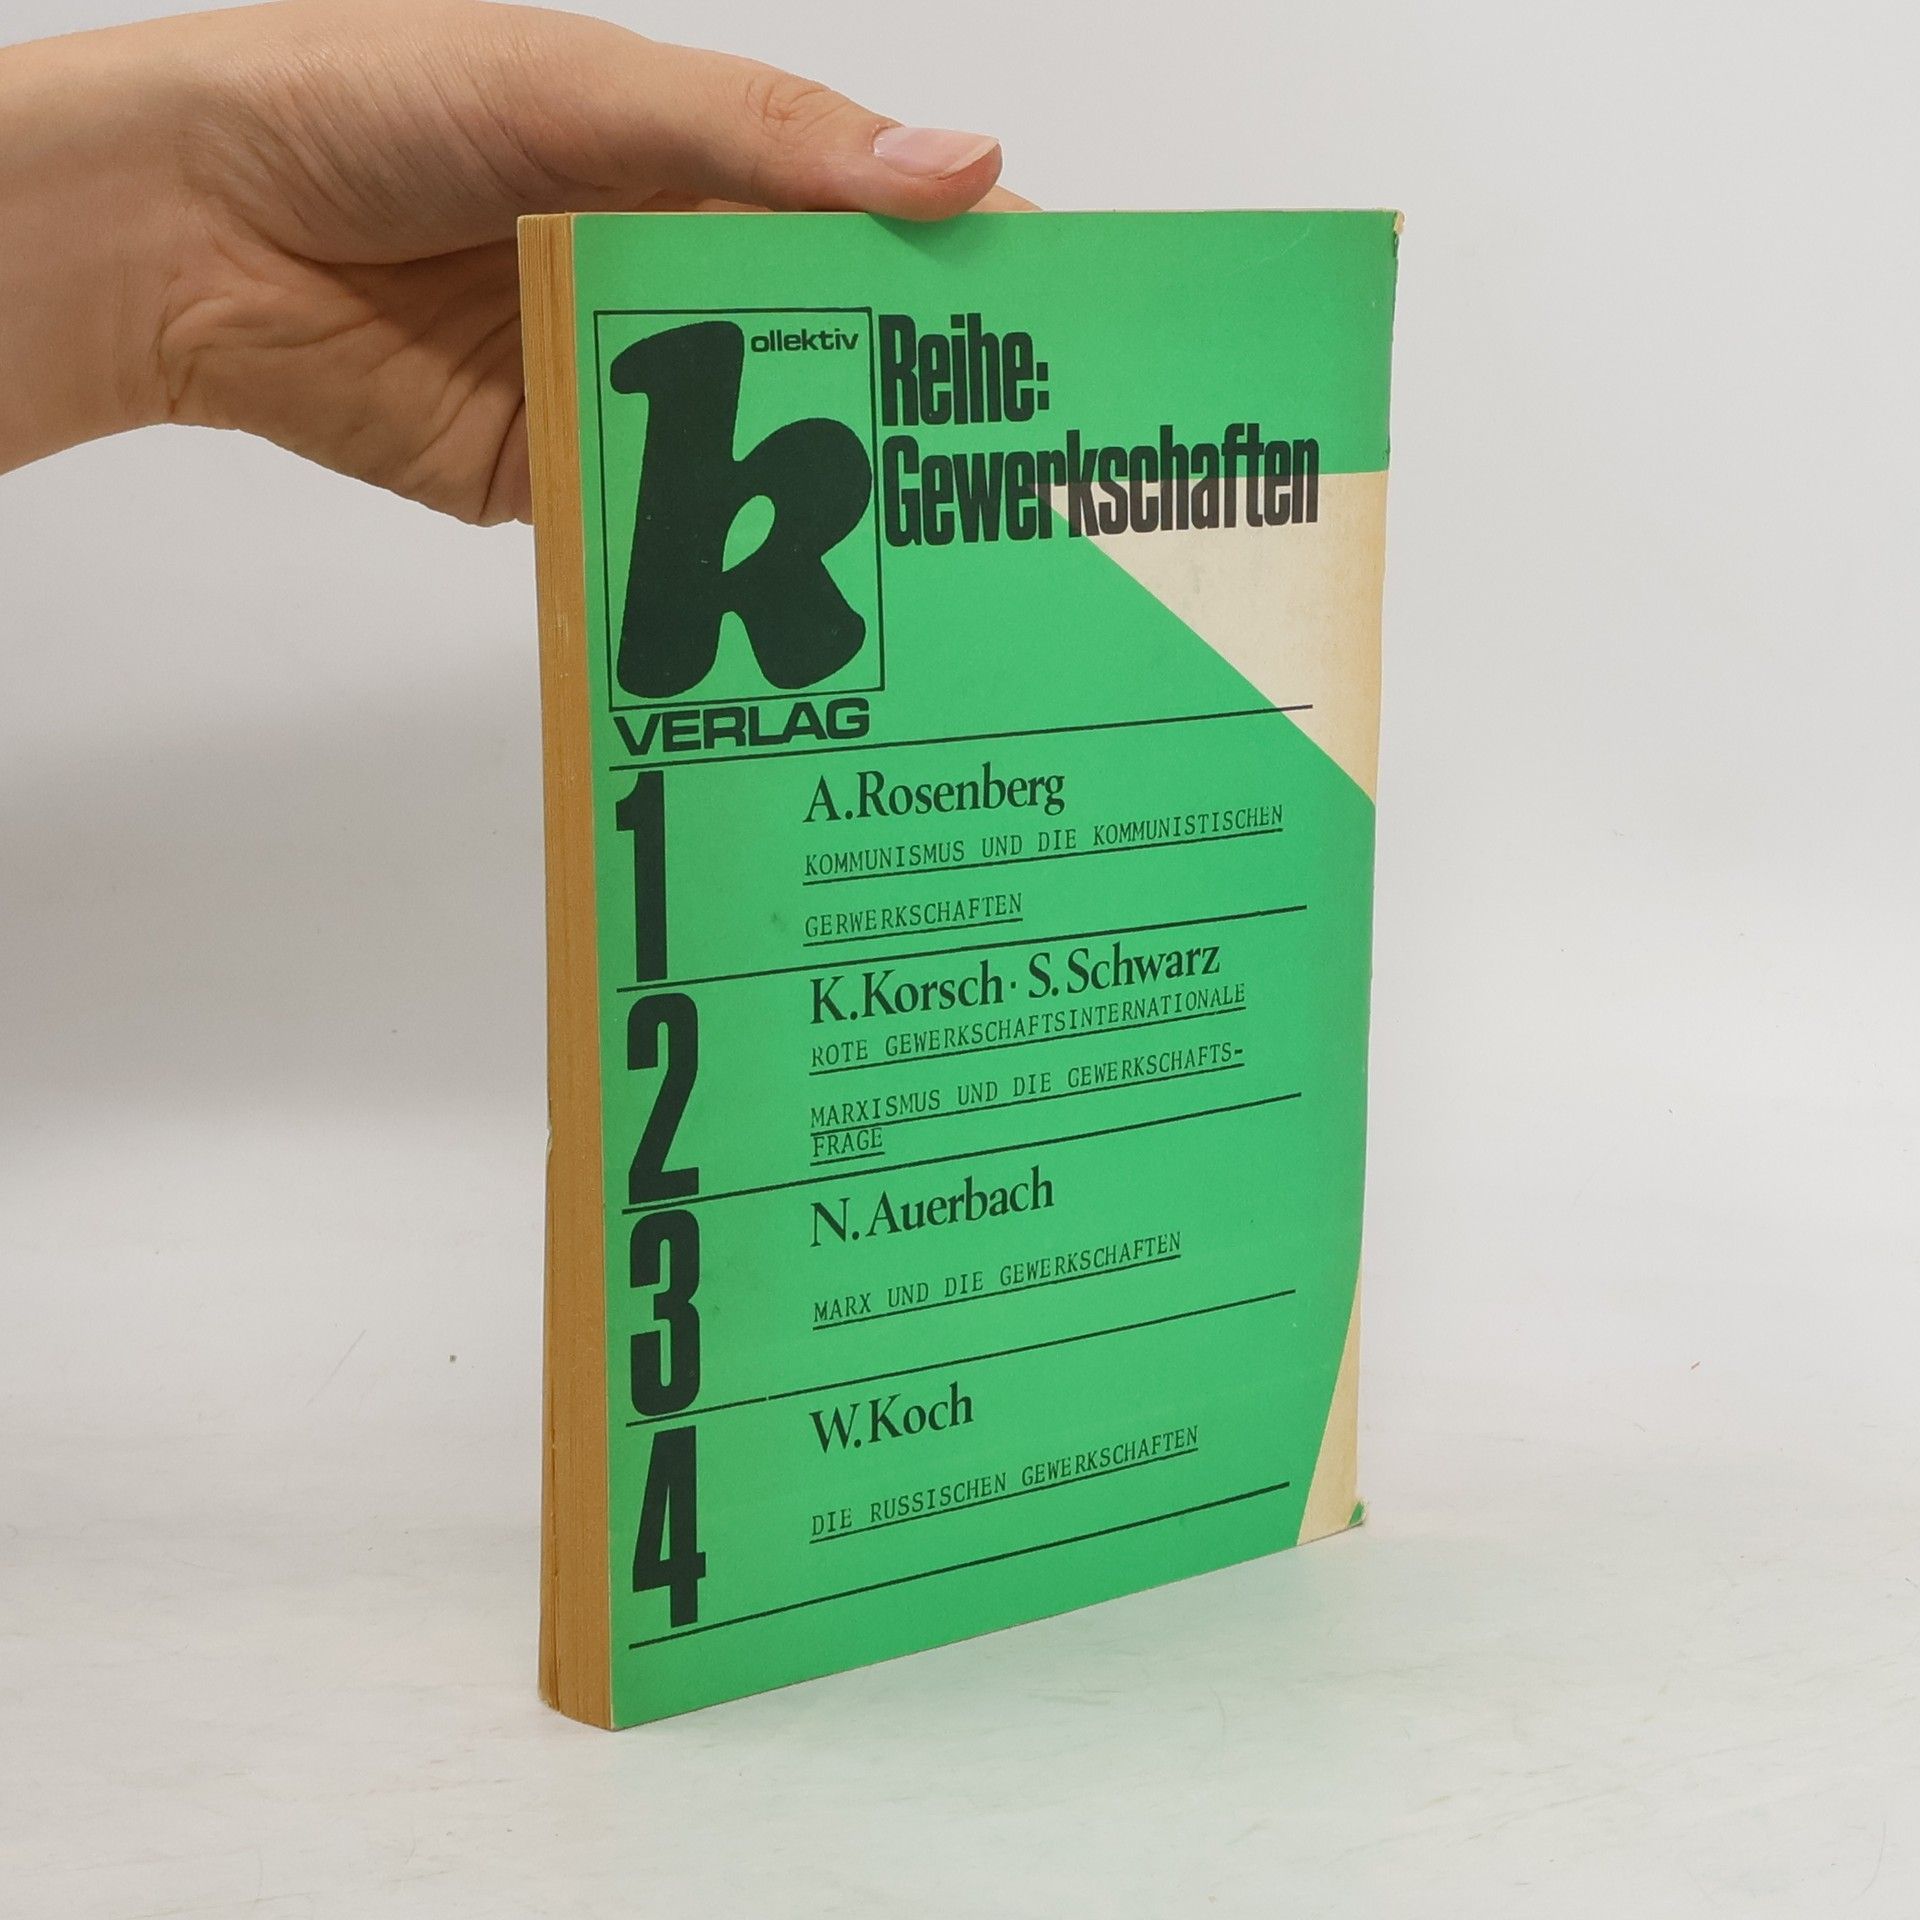 kollektiv
VERLAG
Reihe:
Gewerkschaften
1
A.Rosenberg
KOMMUNISMUS UND DIE KOMMUNISTISCHEN
GERWERKSCHAFTEN
2
K.Korsch · S.Schwarz
ROTE GEWERKSCHAFTSINTERNATIONALE
MARXISMUS UND DIE GEWERKSCHAFTS-
FRAGE
3
N.Auerbach
MARX UND DIE GEWERKSCHAFTEN
4
W.Koch
DIE RUSSISCHEN GEWERKSCHAFTEN